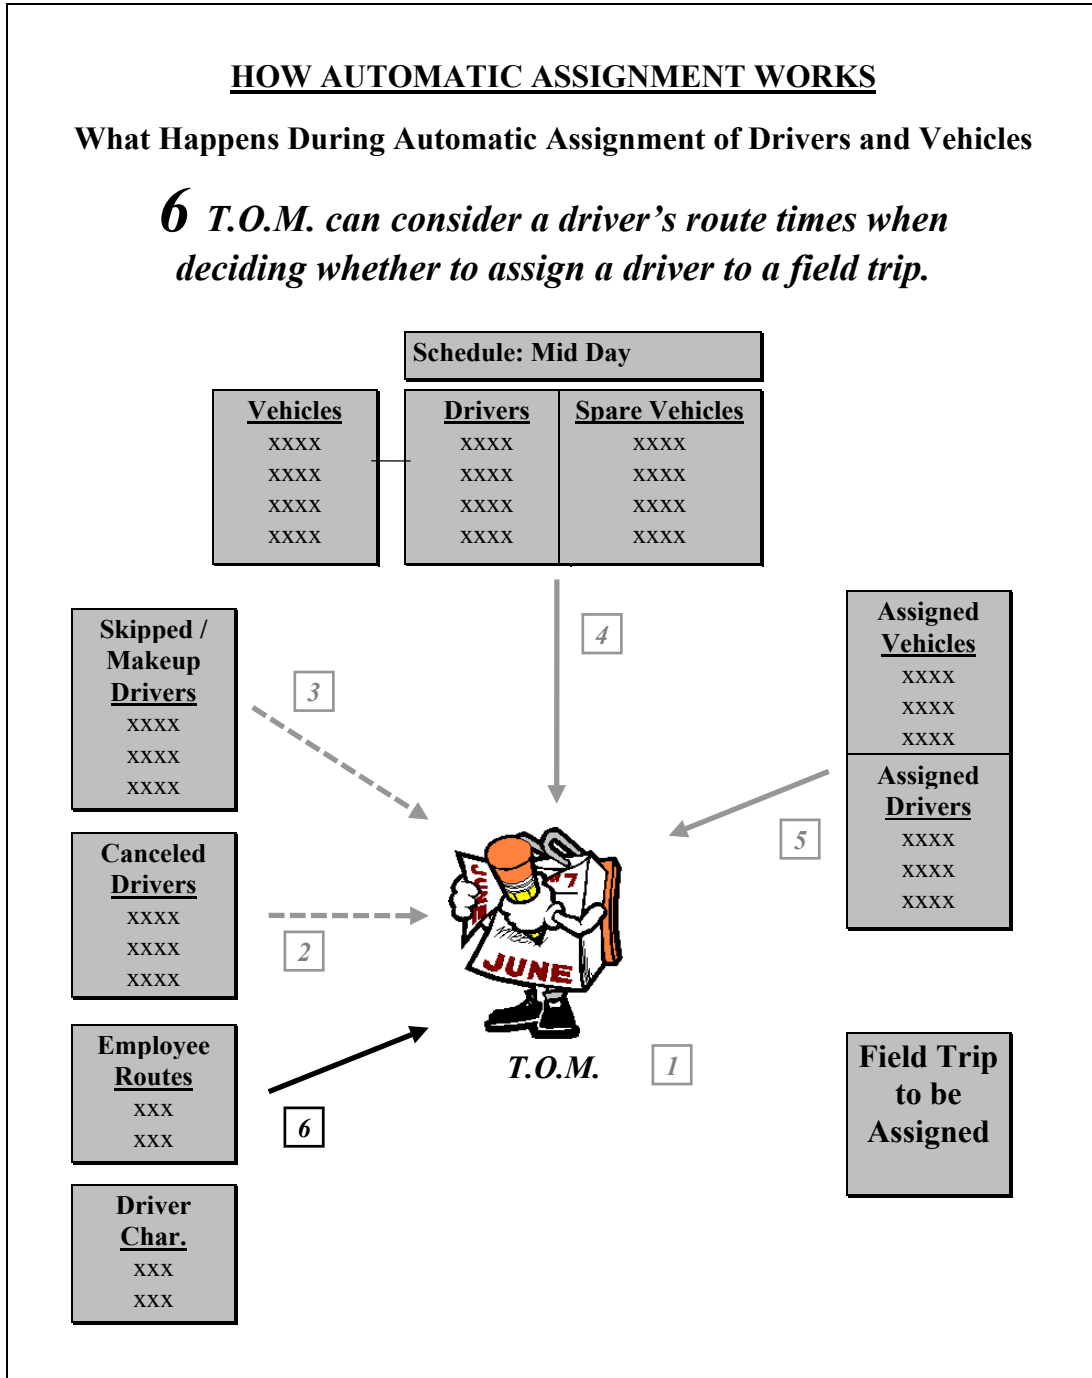 HOW AUTOMATIC ASSIGNMENT WORKS
What Happens During Automatic Assignment of Drivers and Vehicles
6 T.O.M. can consider a driver's route times when
deciding whether to assign a driver to a field trip.
Schedule: Mid Day
Vehicles
xxxx
xxxx
xxxx
xxxx
Drivers
xxxx
xxxx
xxxx
xxxx
Spare Vehicles
xxxx
xxxx
xxxx
xxxx
4
Skipped /
Makeup
Drivers
xxxx
xxxx
xxxx
3
Assigned
Vehicles
xxxx
xxxx
xxxx
Assigned
Drivers
xxxx
xxxx
xxxx
5
Canceled
Drivers
xxxx
xxxx
xxxx
2
JUNE
JUNE
T.O.M.
1
Employee
Routes
xxx
xxx
6
Field Trip
to be
Assigned
Driver
Char.
xxx
xxx